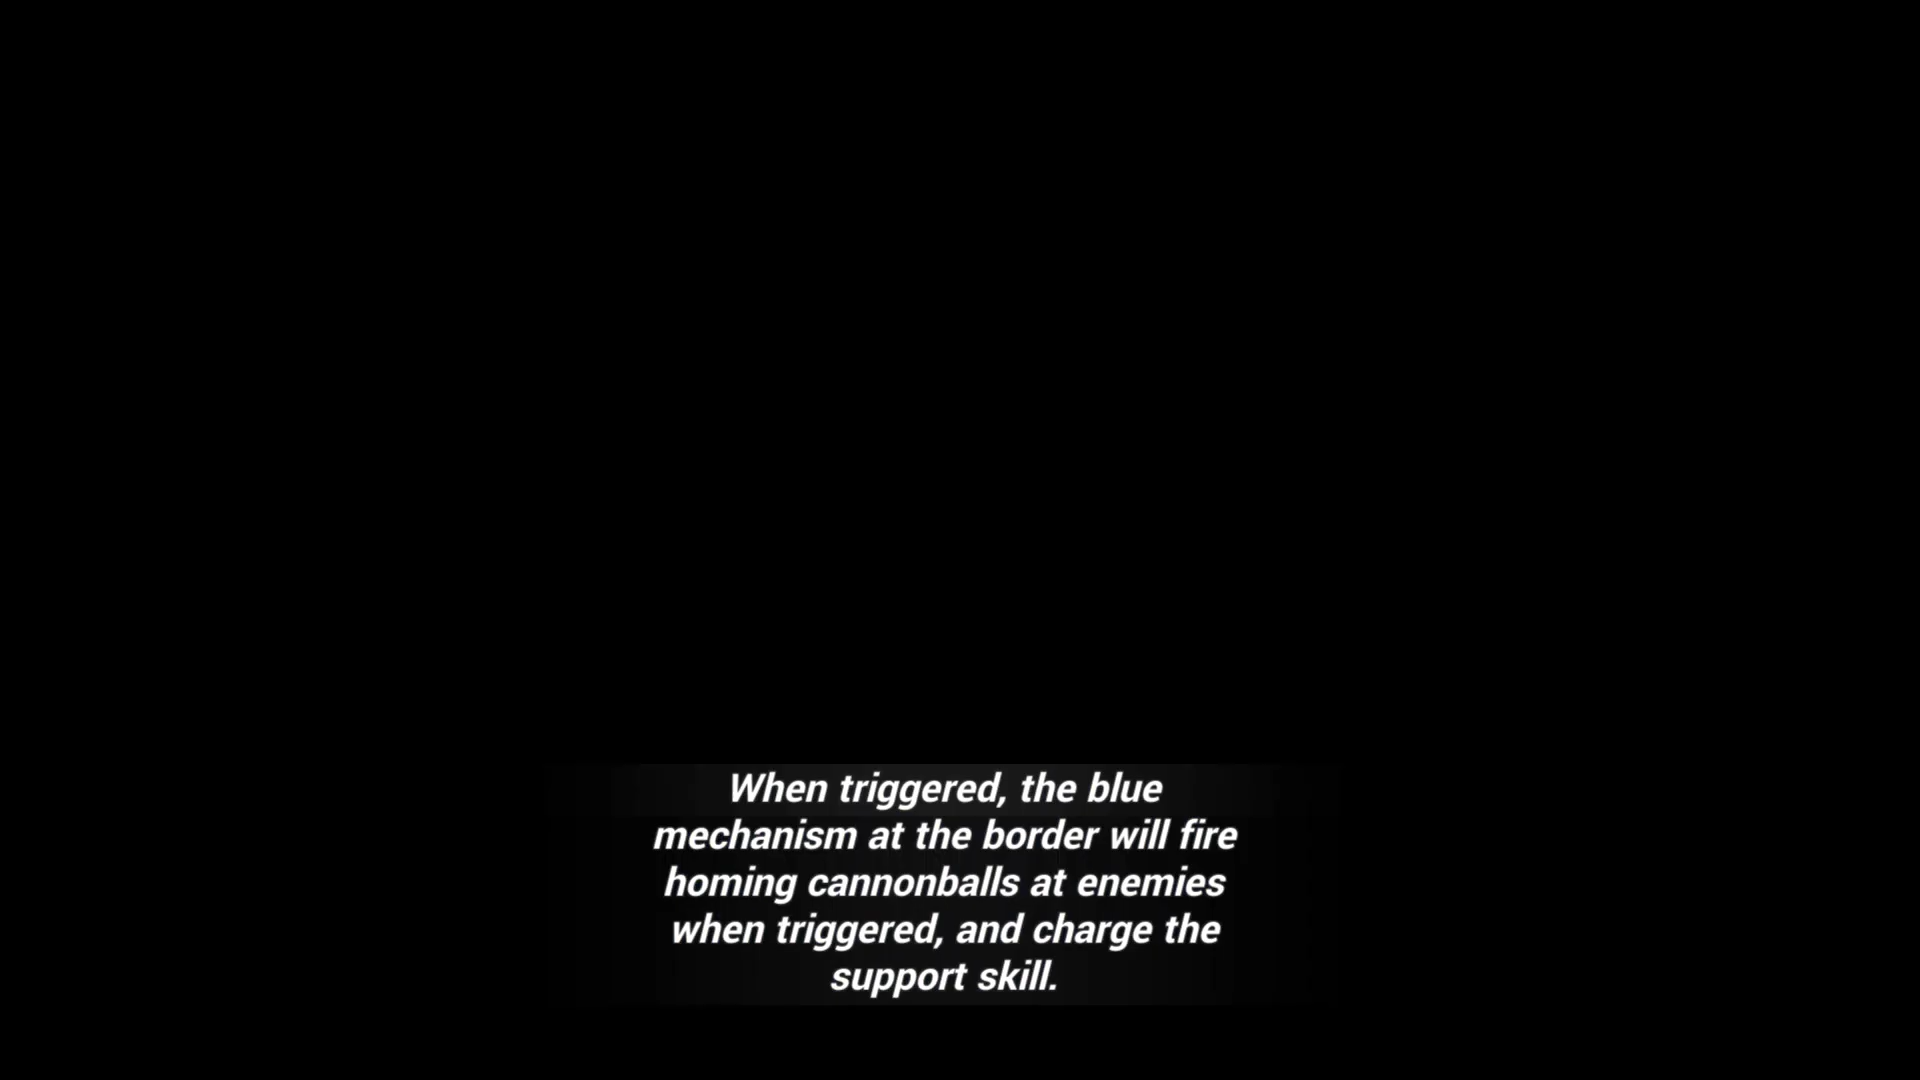 When triggered, the blue
mechanism at the border will fire
homing cannonballs at enemies
when triggered, and charge the
support skill.